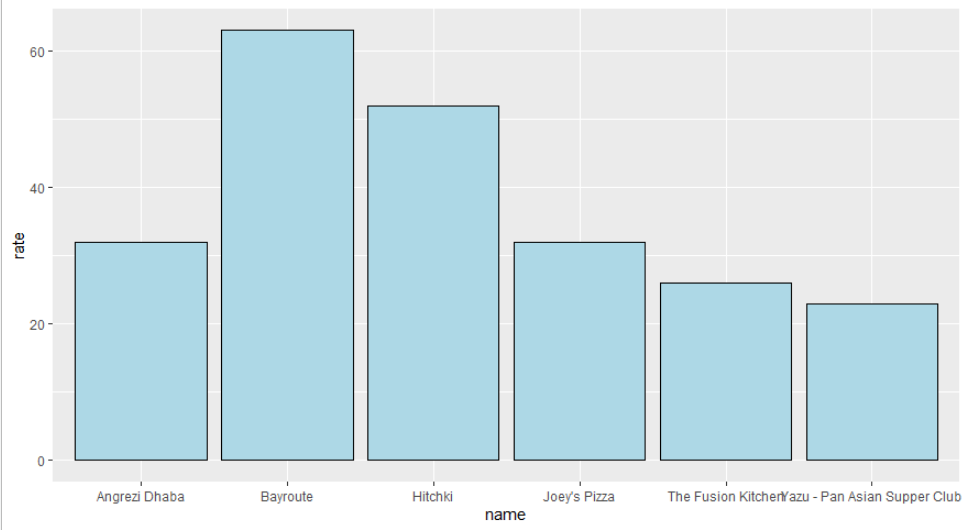 60
40
20
0
rate
Angrezi Dhaba
Bayroute
Hitchki
Joey's Pizza
The Fusion Kitchen
Yazu - Pan Asian Supper Club
name